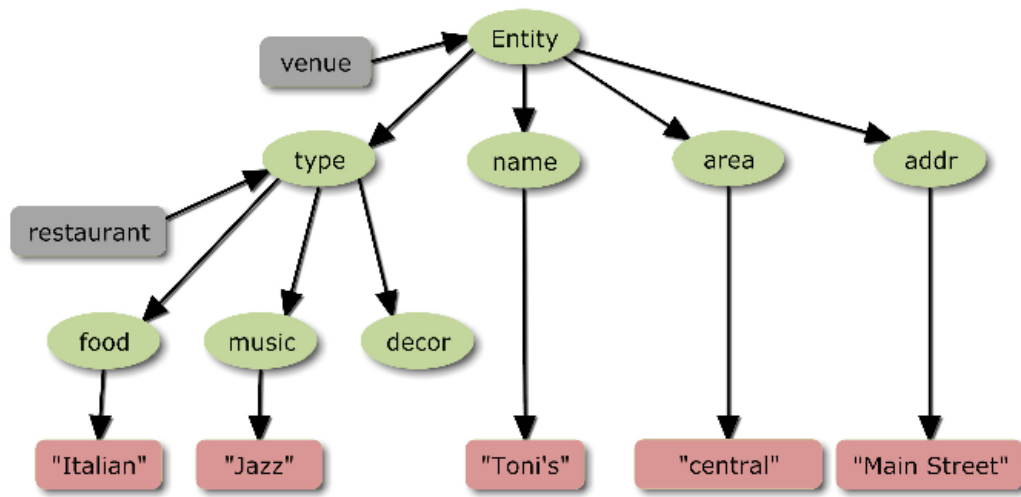 Entity
venue
type
name
area
addr
restaurant
food
music
decor
"Italian"
"Jazz"
"Toni's"
"central"
"Main Street"